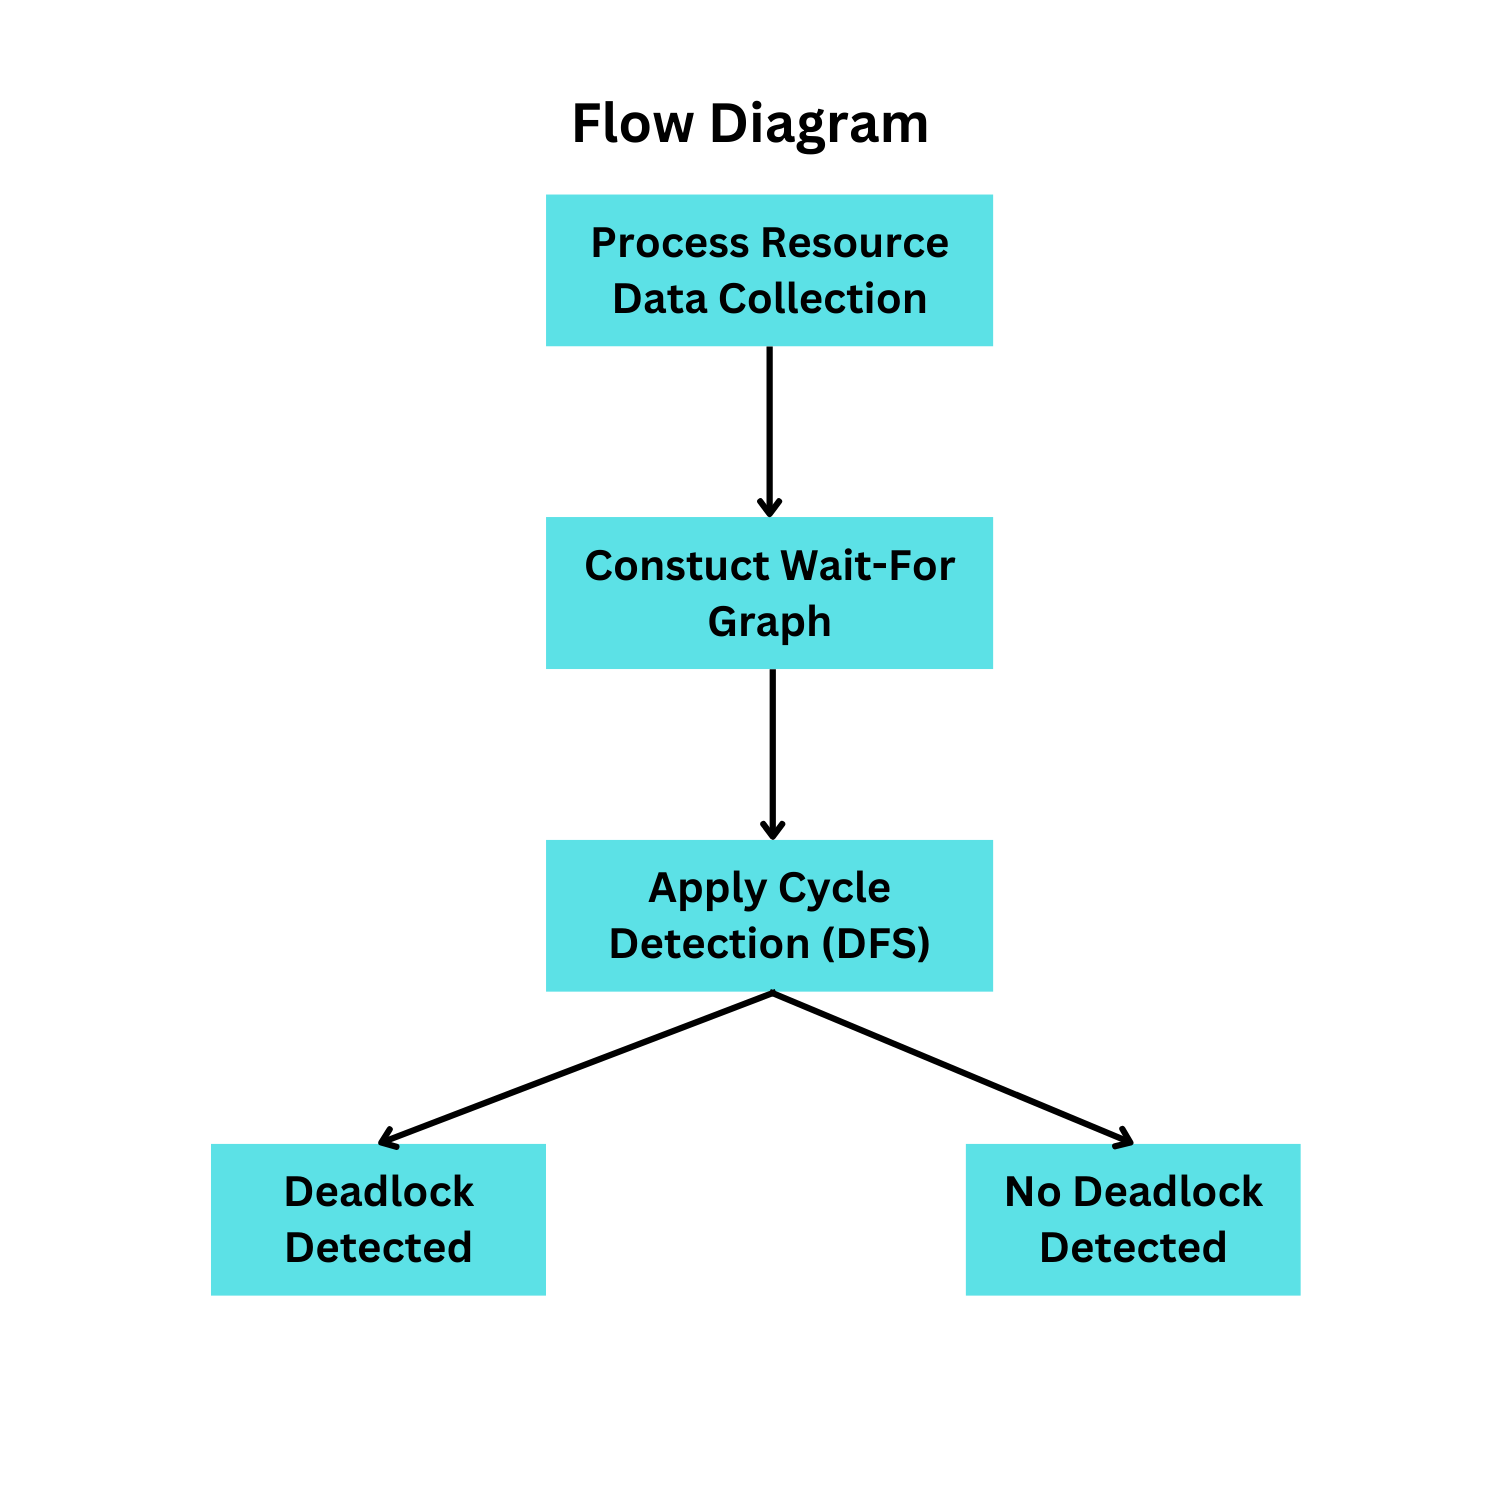 Flow Diagram
Process Resource
Data Collection
Constuct Wait-For
Graph
Apply Cycle
Detection (DFS)
Deadlock
Detected
No Deadlock
Detected